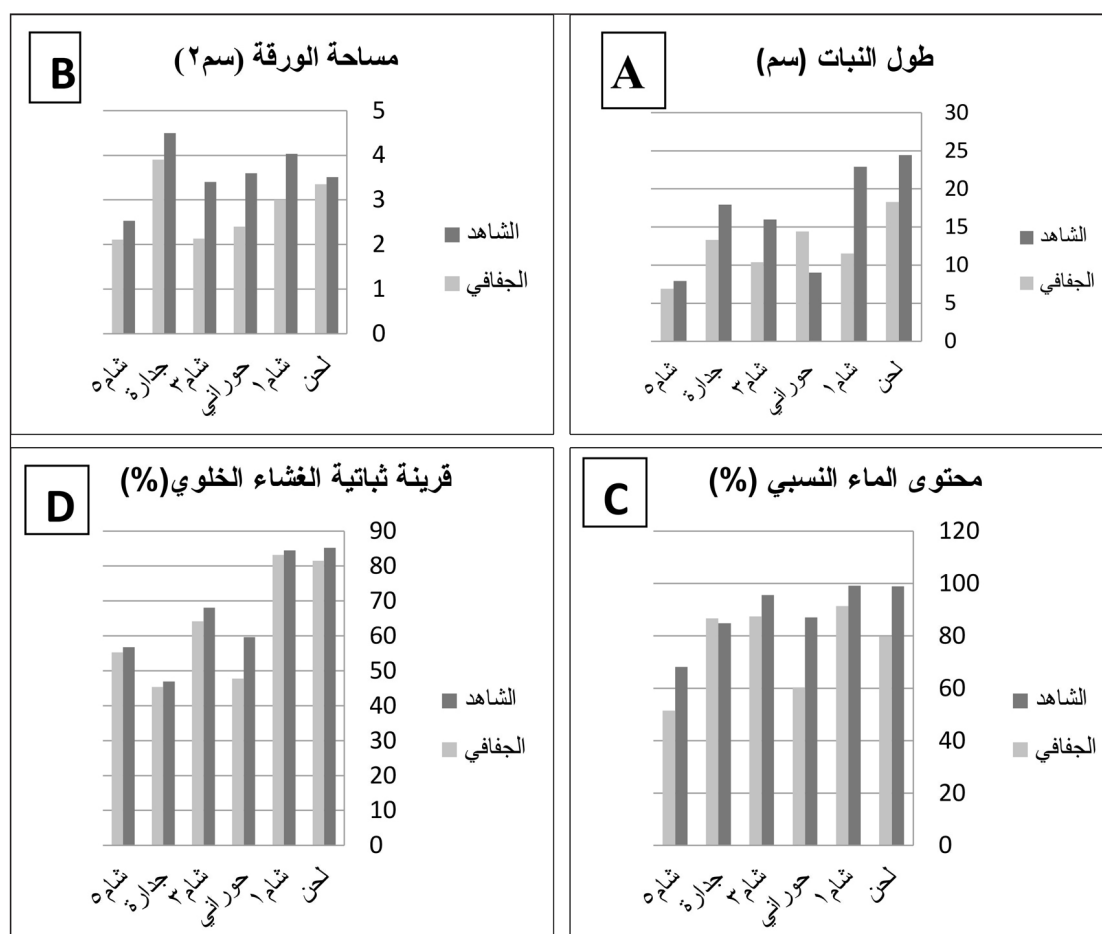 A
طول النبات (سم)
30
25
20
15
10
5
0
الشاهد
الجفافي
لحن
شام١
حوراني
شام٣
جدارة
شام٥
B
مساحة الورقة (سم٢)
5
4
3
2
1
0
الشاهد
الجفافي
لحن
شام١
حوراني
شام٣
جدارة
شام٥
C
محتوى الماء النسبي (%)
120
100
80
60
40
20
0
الشاهد
الجفافي
لحن
شام١
حوراني
شام٣
جدارة
شام٥
D
قرينة ثباتية الغشاء الخلوي(%)
90
80
70
60
50
40
30
20
10
0
الشاهد
الجفافي
لحن
شام١
حوراني
شام٣
جدارة
شام٥